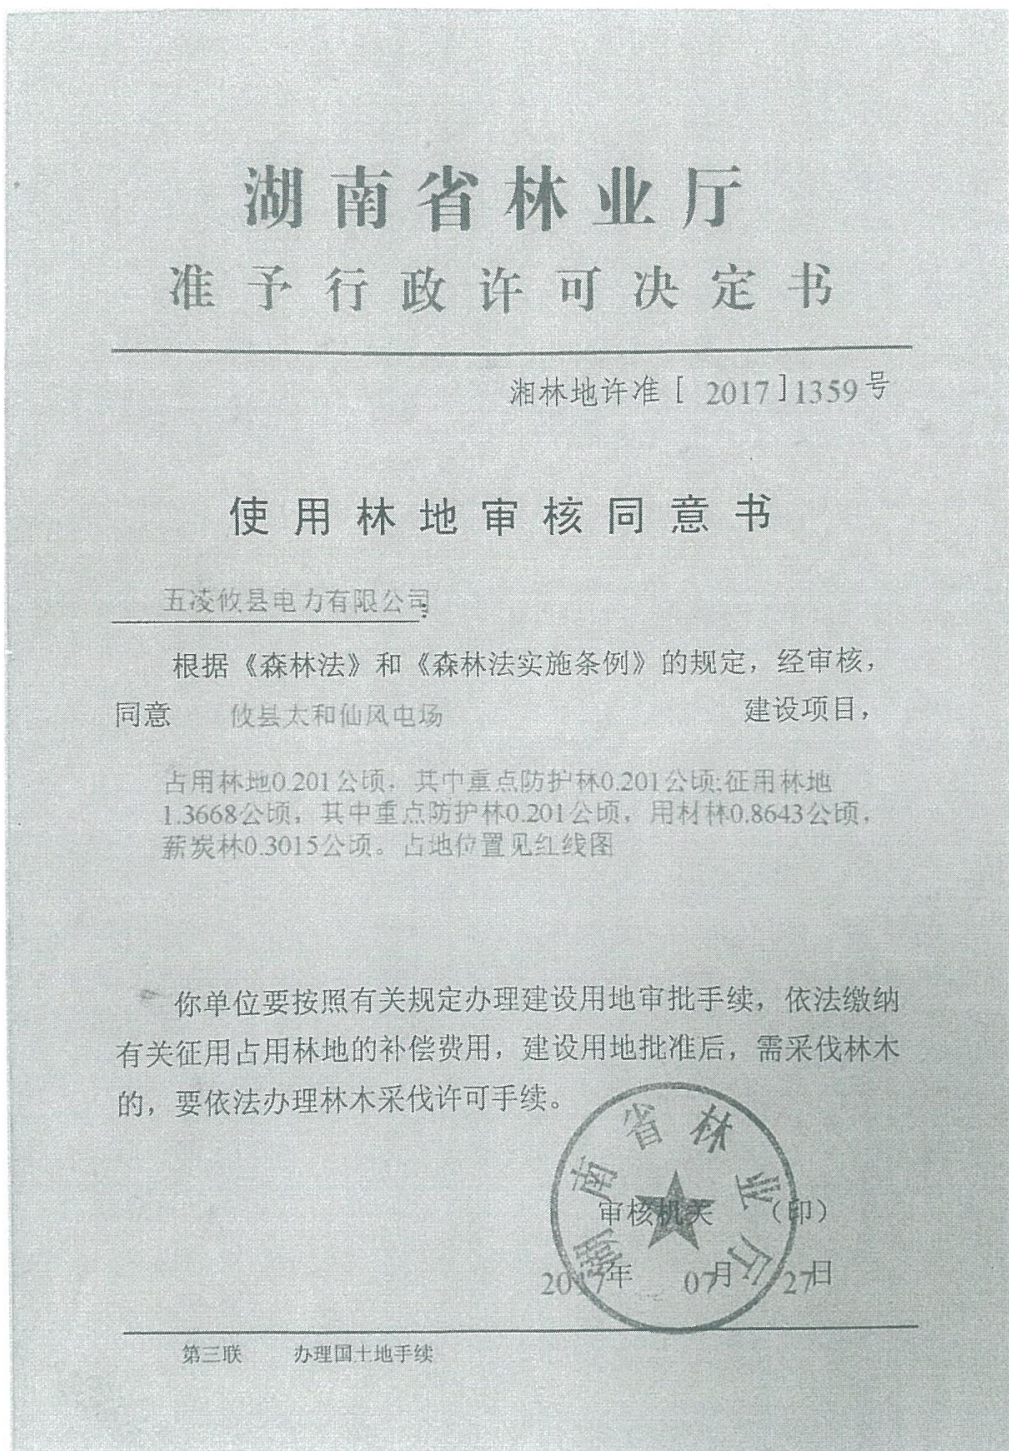 湖南省林业厅
准予行政许可决定书
湘林地许准[ 2017 ] 1359 号
使用林地审核同意书
五凌攸县电力有限公司:
根据《森林法》和《森林法实施条例》的规定，经审核，
同意 攸县太和仙风电场 建设项目，
占用林地0.201公顷，其中重点防护林0.201公顷;征用林地
1.3668公顷，其中重点防护林0.201公顷，用材林0.8643公顷，
薪炭林0.3015公顷。占地位置见红线图
你单位要按照有关规定办理建设用地审批手续，依法缴纳
有关征用占用林地的补偿费用，建设用地批准后，需采伐林木
的，要依法办理林木采伐许可手续。
湖南省林业厅
审核机关 （印）
2017年 07月 27日
第三联 办理国土地手续